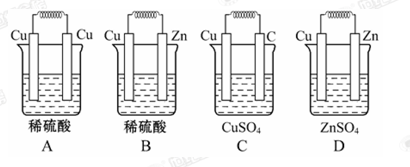 Cu Cu Cu Zn Cu C Cu Zn
稀硫酸 稀硫酸 CuSO₄ ZnSO₄
A B C D